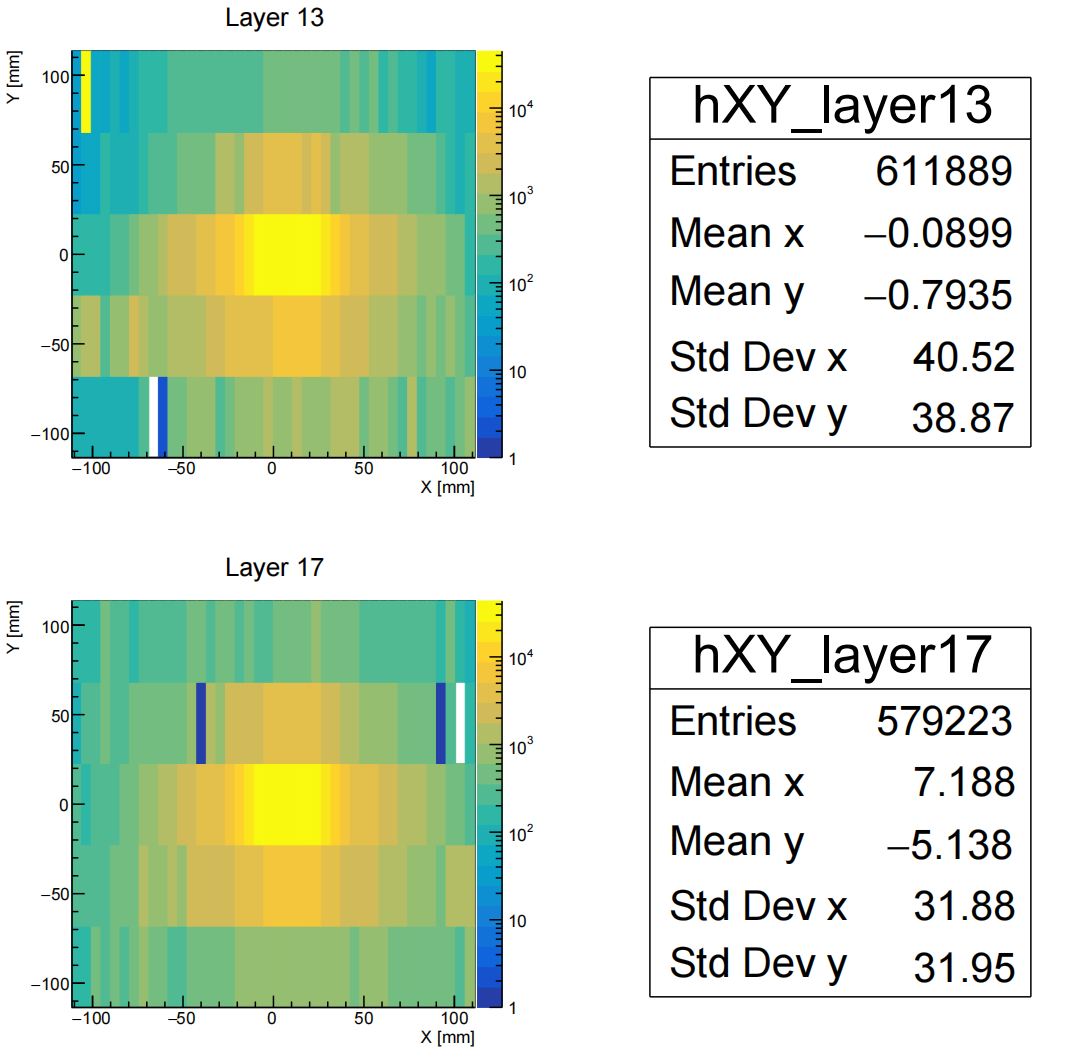 Layer 13
Y [mm]
100
50
0
−50
−100
−100 −50 0 50 100
X [mm]
10⁴
10³
10²
10
1
hXY_layer13
Entries 611889
Mean x −0.0899
Mean y −0.7935
Std Dev x 40.52
Std Dev y 38.87
Layer 17
Y [mm]
100
50
0
−50
−100
−100 −50 0 50 100
X [mm]
10⁴
10³
10²
10
1
hXY_layer17
Entries 579223
Mean x 7.188
Mean y −5.138
Std Dev x 31.88
Std Dev y 31.95